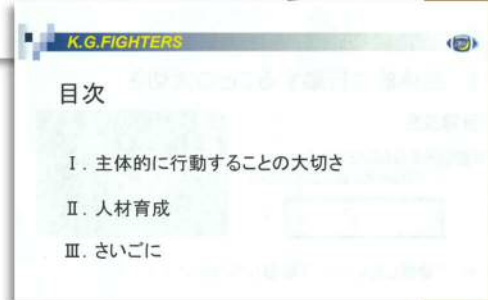 K.G.FIGHTERS
目次
Ⅰ. 主体的に行動することの大切さ
Ⅱ. 人材育成
Ⅲ. さいごに